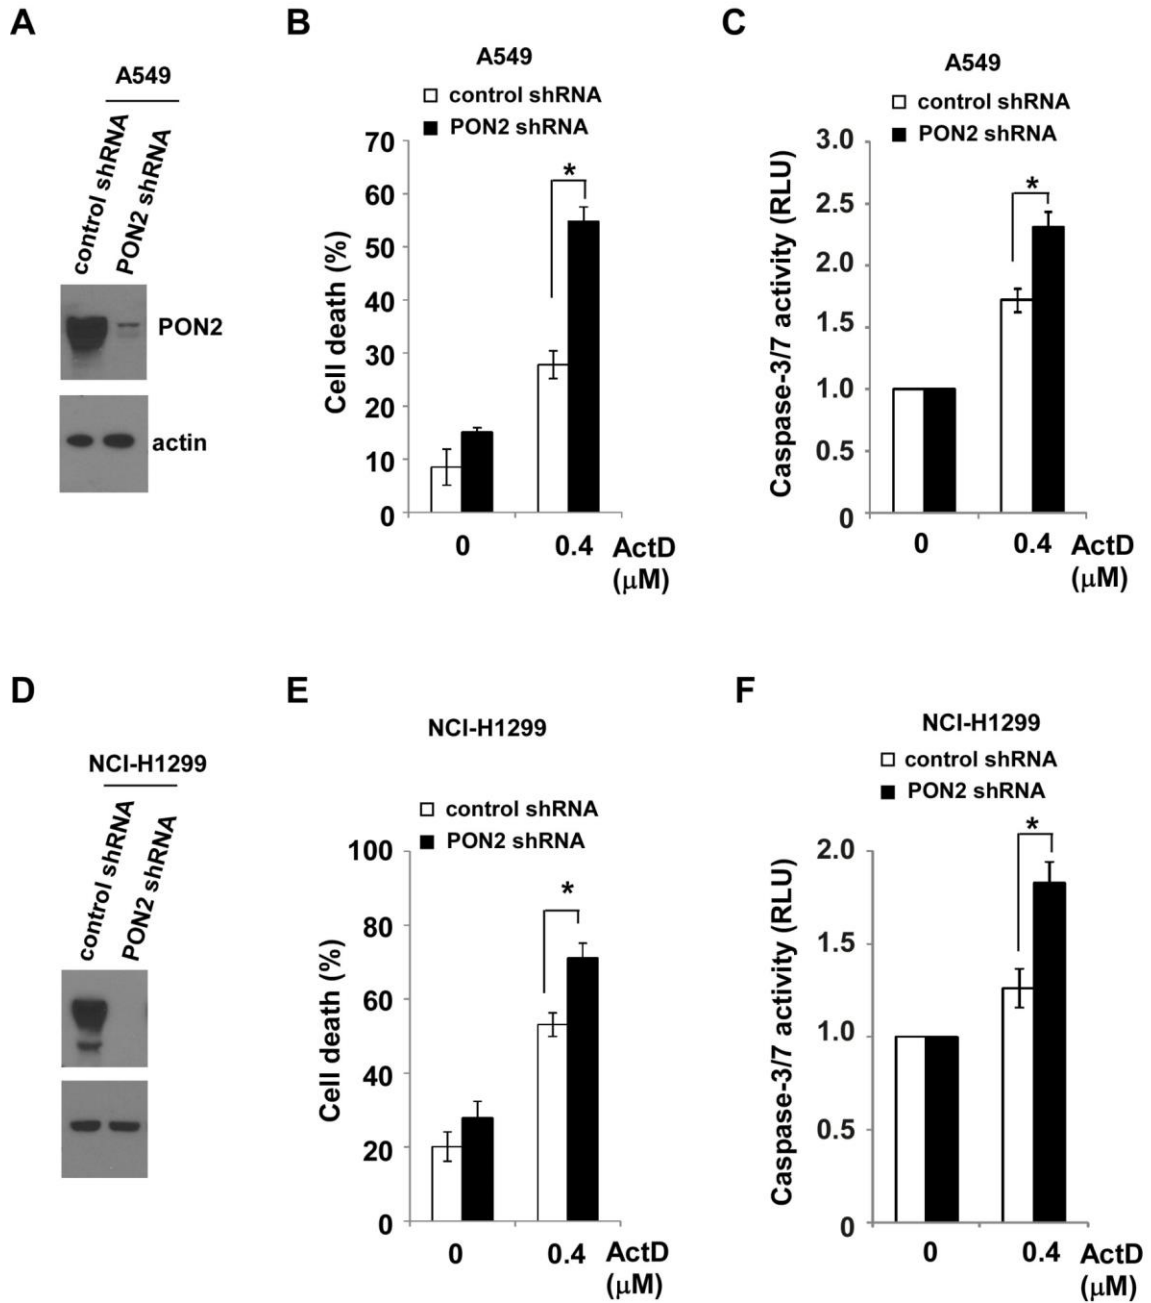 A
A549
control shRNA
PON2 shRNA
PON2
actin
B
A549
control shRNA
PON2 shRNA
Cell death (%)
70
60
50
40
30
20
10
0
*
0
0.4
ActD
(μM)
C
A549
control shRNA
PON2 shRNA
Caspase-3/7 activity (RLU)
3.0
2.5
2.0
1.5
1.0
0.5
0
*
0
0.4
ActD
(μM)
D
NCI-H1299
control shRNA
PON2 shRNA
E
NCI-H1299
control shRNA
PON2 shRNA
Cell death (%)
100
80
60
40
20
0
*
0
0.4
ActD
(μM)
F
NCI-H1299
control shRNA
PON2 shRNA
Caspase-3/7 activity (RLU)
2.0
1.5
1.0
0.5
0
*
0
0.4
ActD
(μM)